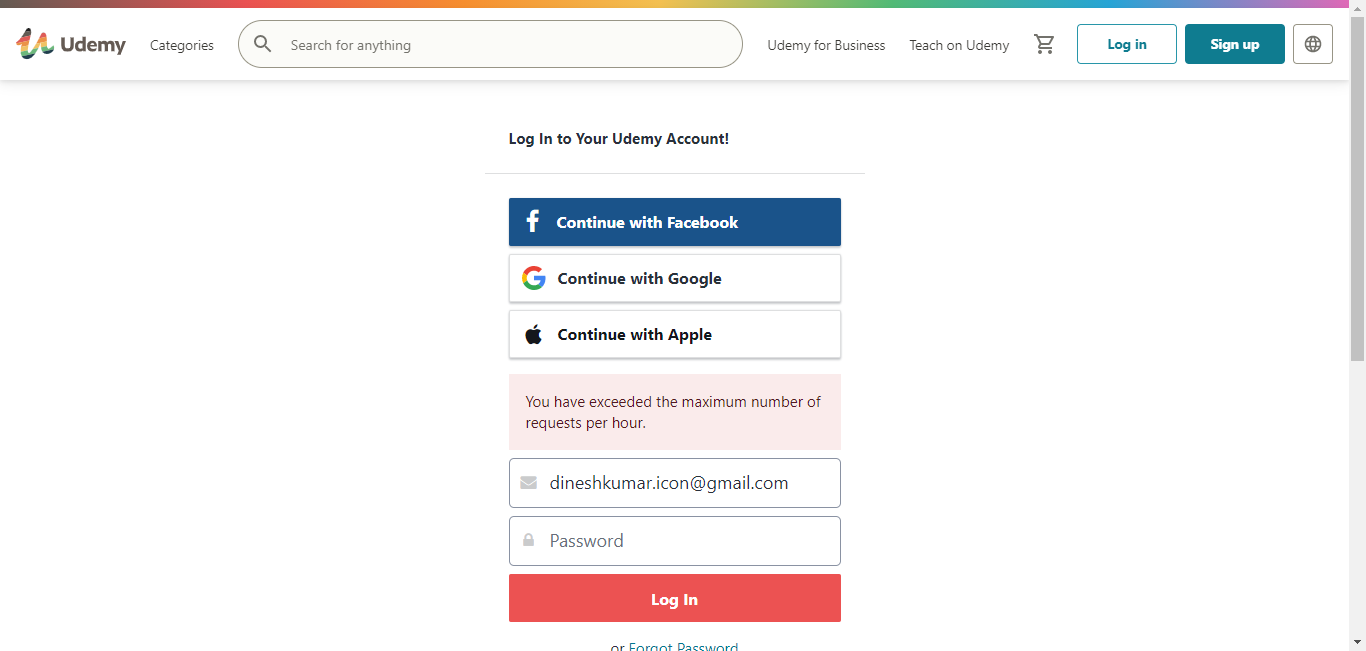 Udemy
Categories
Search for anything
Udemy for Business
Teach on Udemy
Log in
Sign up
Log In to Your Udemy Account!
Continue with Facebook
Continue with Google
Continue with Apple
You have exceeded the maximum number of
requests per hour.
dineshkumar.icon@gmail.com
Password
Log In
or Forgot Password